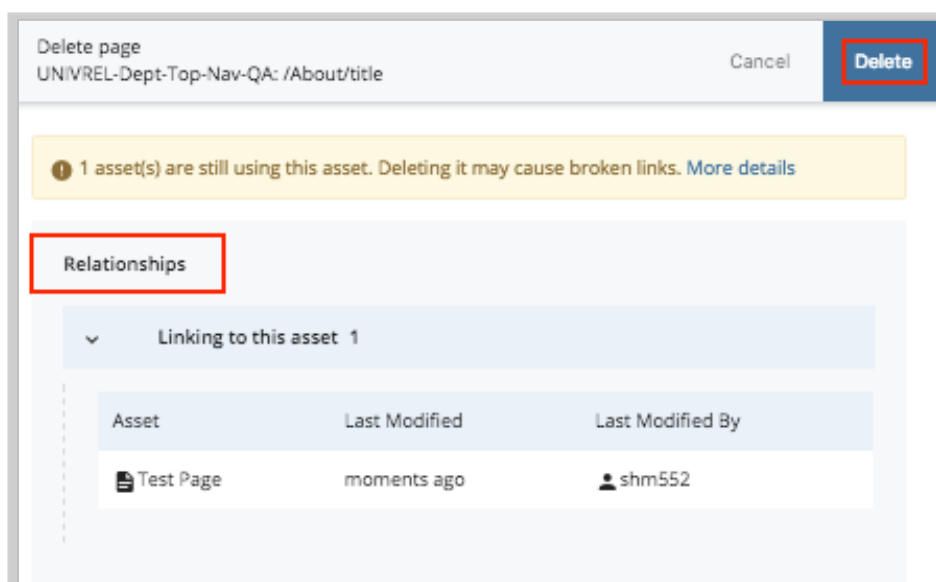 Delete page
UNIVREL-Dept-Top-Nav-QA: /About/title
Cancel
Delete
1 asset(s) are still using this asset. Deleting it may cause broken links. More details
Relationships
Linking to this asset 1
Asset Last Modified Last Modified By
Test Page moments ago shm552